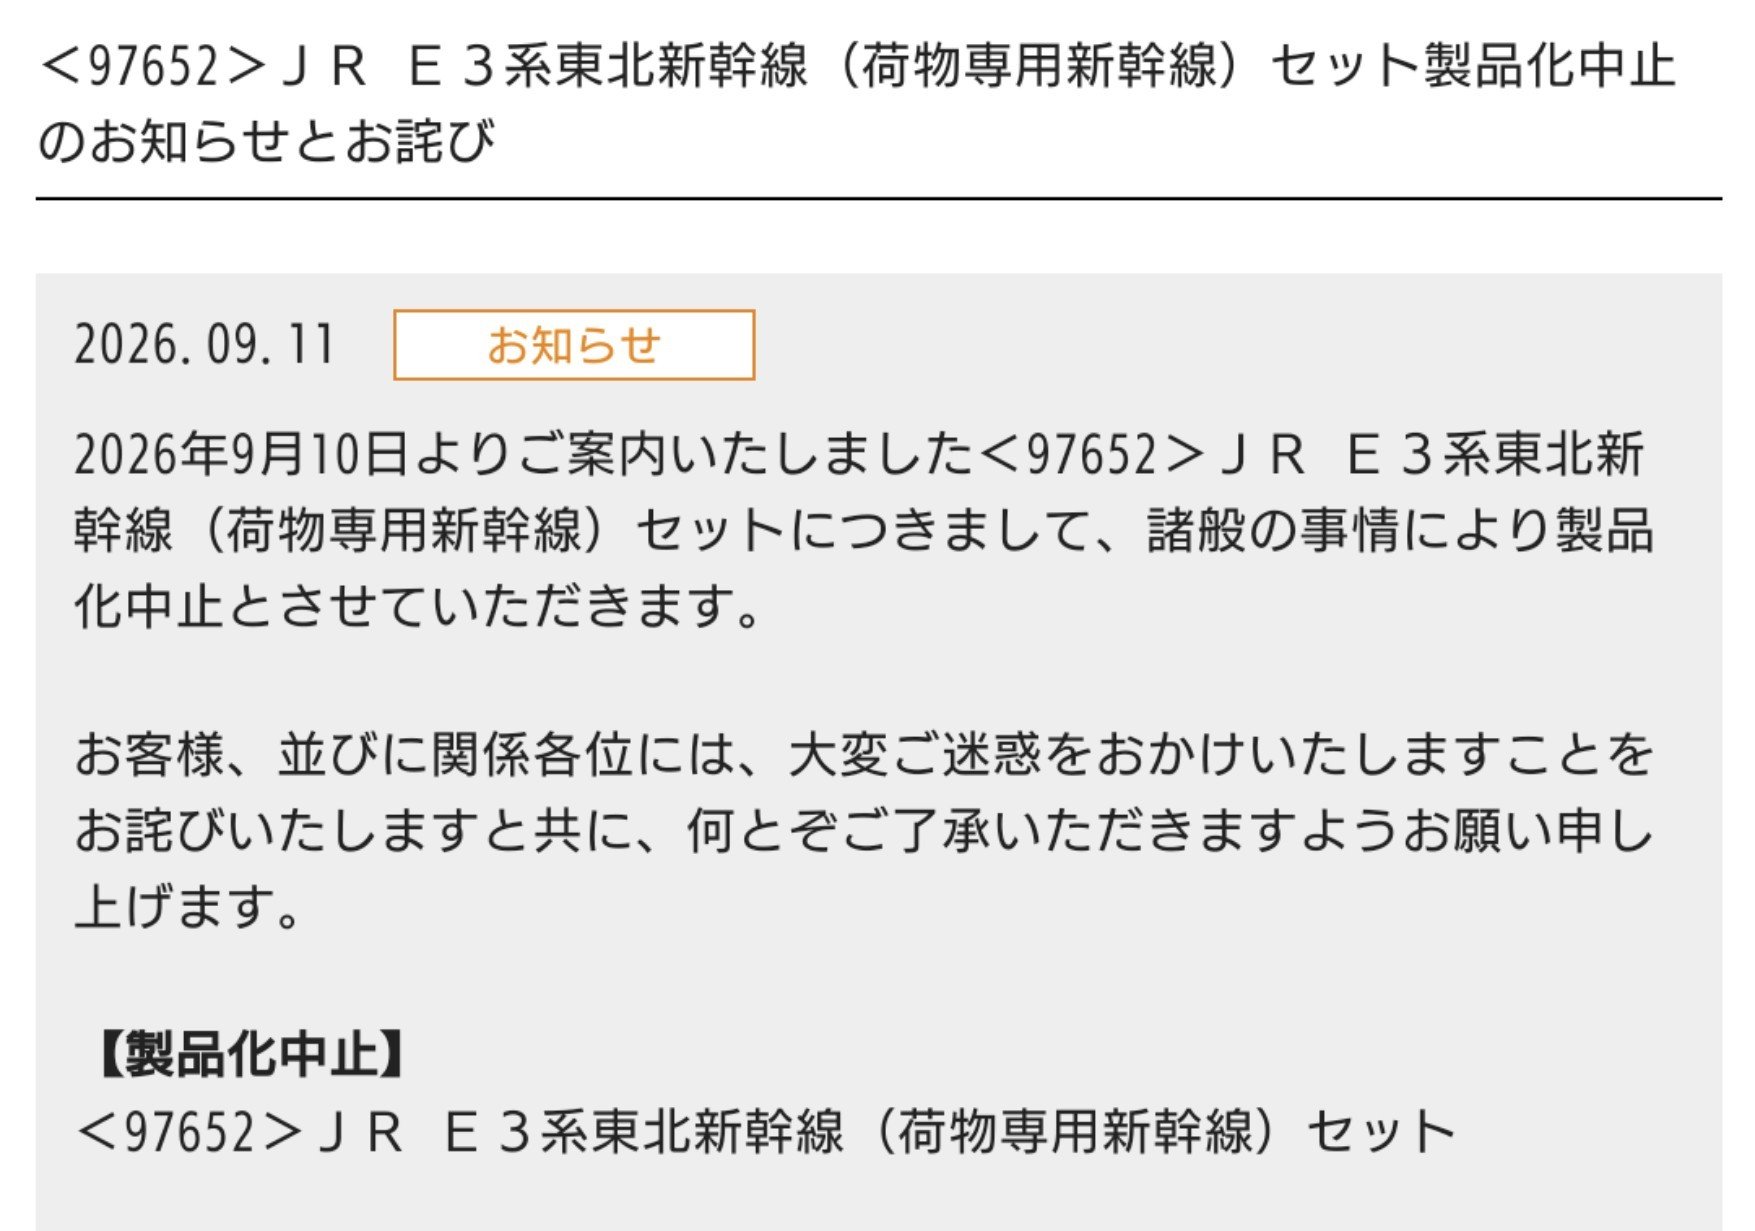 ＜97652＞ＪＲ Ｅ３系東北新幹線（荷物専用新幹線）セット製品化中止
のお知らせとお詫び
2026.09.11 お知らせ
2026年9月10日よりご案内いたしました＜97652＞ＪＲ Ｅ３系東北新
幹線（荷物専用新幹線）セットにつきまして、諸般の事情により製品
化中止とさせていただきます。
お客様、並びに関係各位には、大変ご迷惑をおかけいたしますことを
お詫びいたしますと共に、何とぞご了承いただきますようお願い申し
上げます。
【製品化中止】
＜97652＞ＪＲ Ｅ３系東北新幹線（荷物専用新幹線）セット